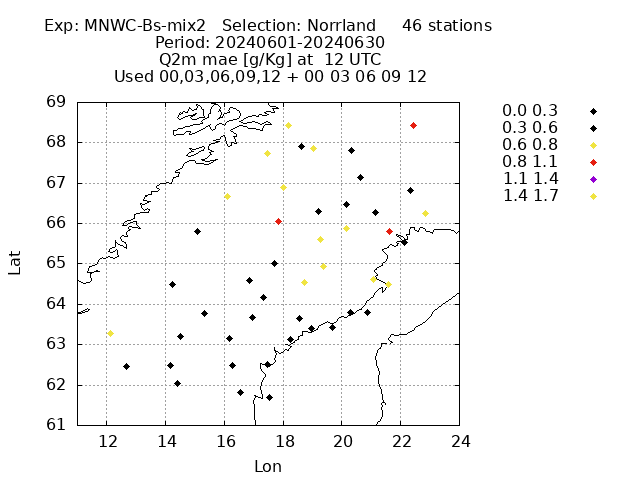 Exp: MNWC-Bs-mix2 Selection: Norrland 46 stations
Period: 20240601-20240630
Q2m mae [g/Kg] at 12 UTC
Used 00,03,06,09,12 + 00 03 06 09 12
69
68
67
66
65
64
63
62
61
Lat
12 14 16 18 20 22 24
Lon
0.0 0.3
0.3 0.6
0.6 0.8
0.8 1.1
1.1 1.4
1.4 1.7